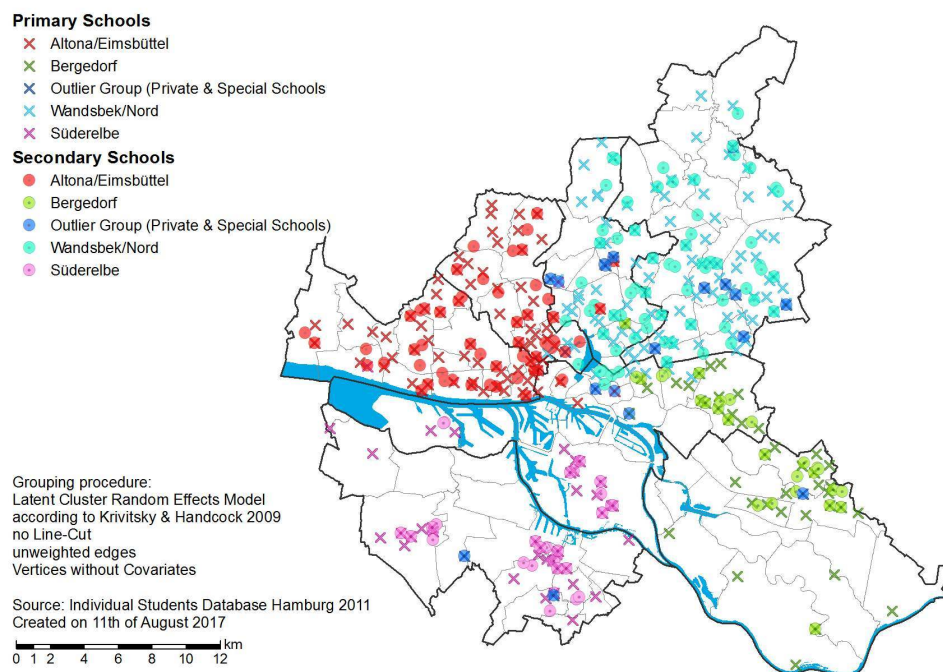 Primary Schools
Altona/Eimsbüttel
Bergedorf
Outlier Group (Private & Special Schools
Wandsbek/Nord
Süderelbe
Secondary Schools
Altona/Eimsbüttel
Bergedorf
Outlier Group (Private & Special Schools)
Wandsbek/Nord
Süderelbe
Grouping procedure:
Latent Cluster Random Effects Model
according to Krivitsky & Handcock 2009
no Line-Cut
unweighted edges
Vertices without Covariates
Source: Individual Students Database Hamburg 2011
Created on 11th of August 2017
km
0 1 2 4 6 8 10 12